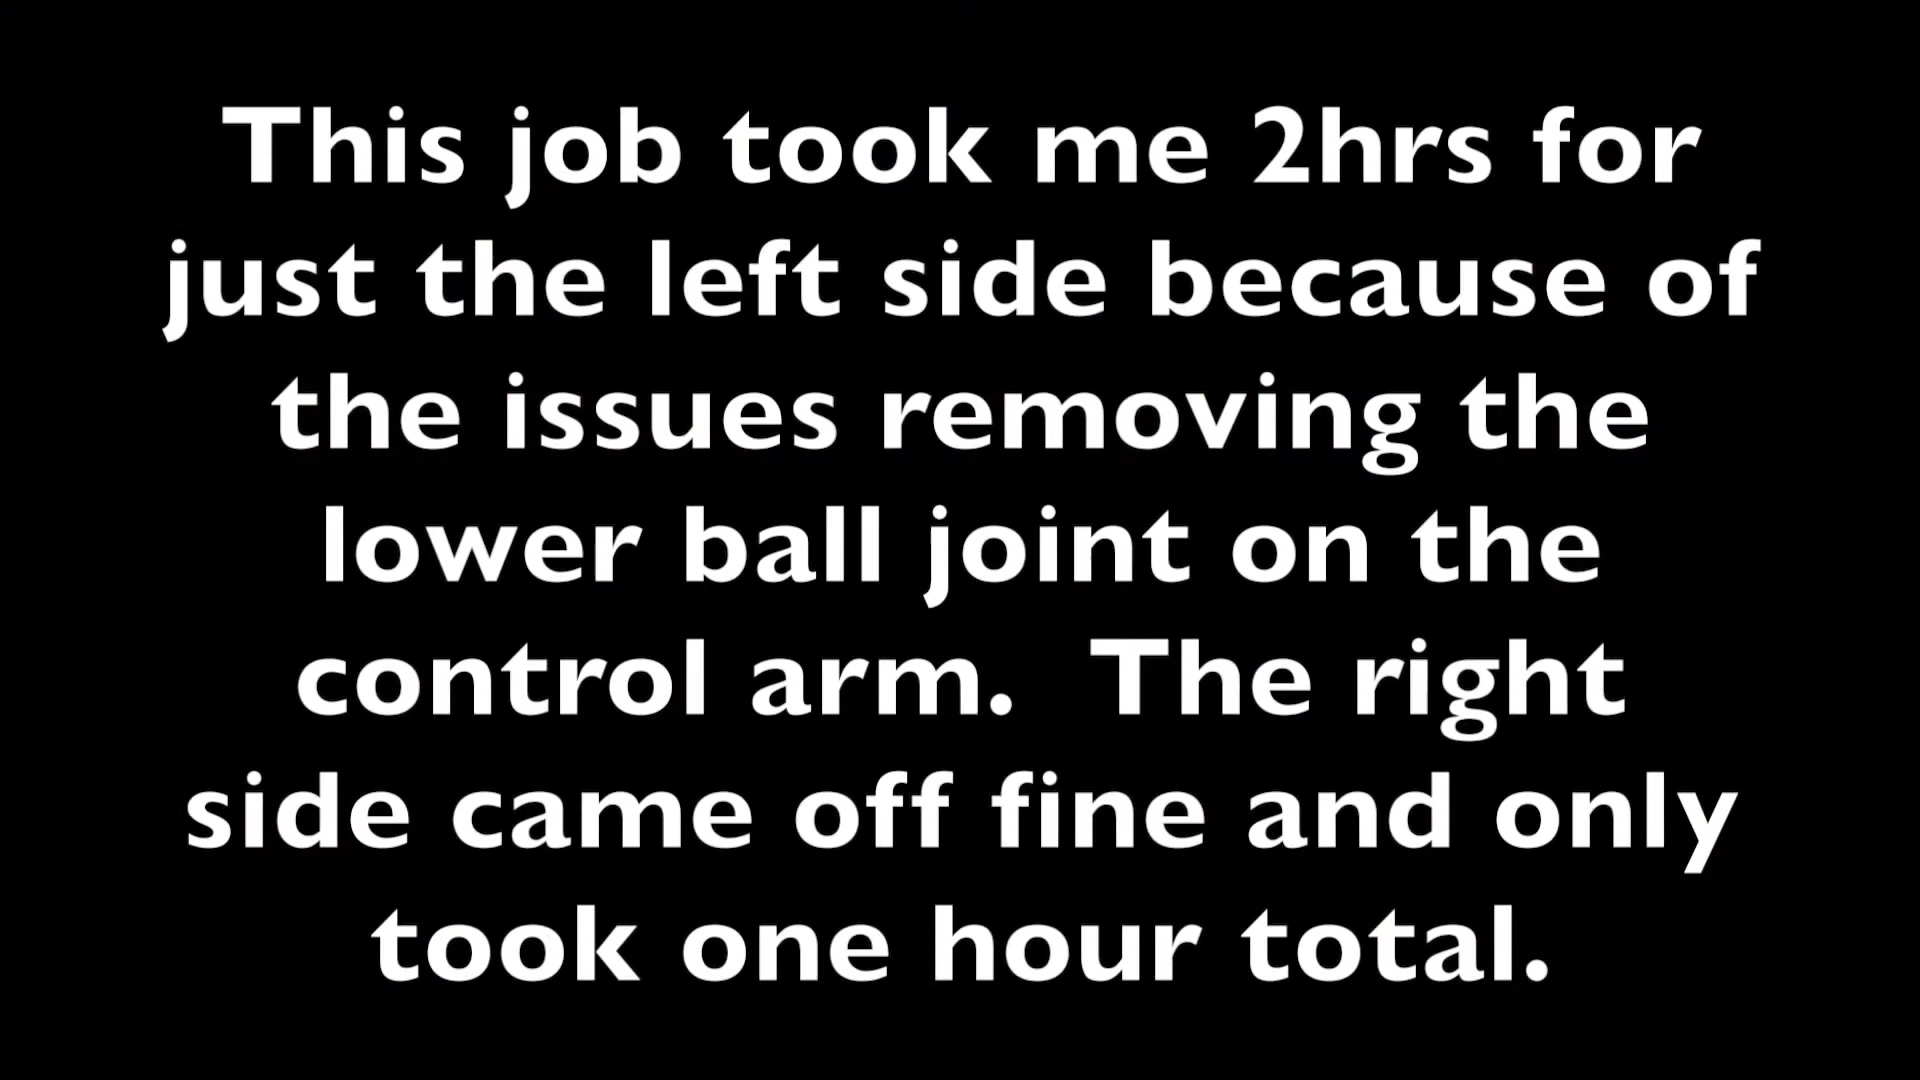 This job took me 2hrs for
just the left side because of
the issues removing the
lower ball joint on the
control arm.  The right
side came off fine and only
took one hour total.